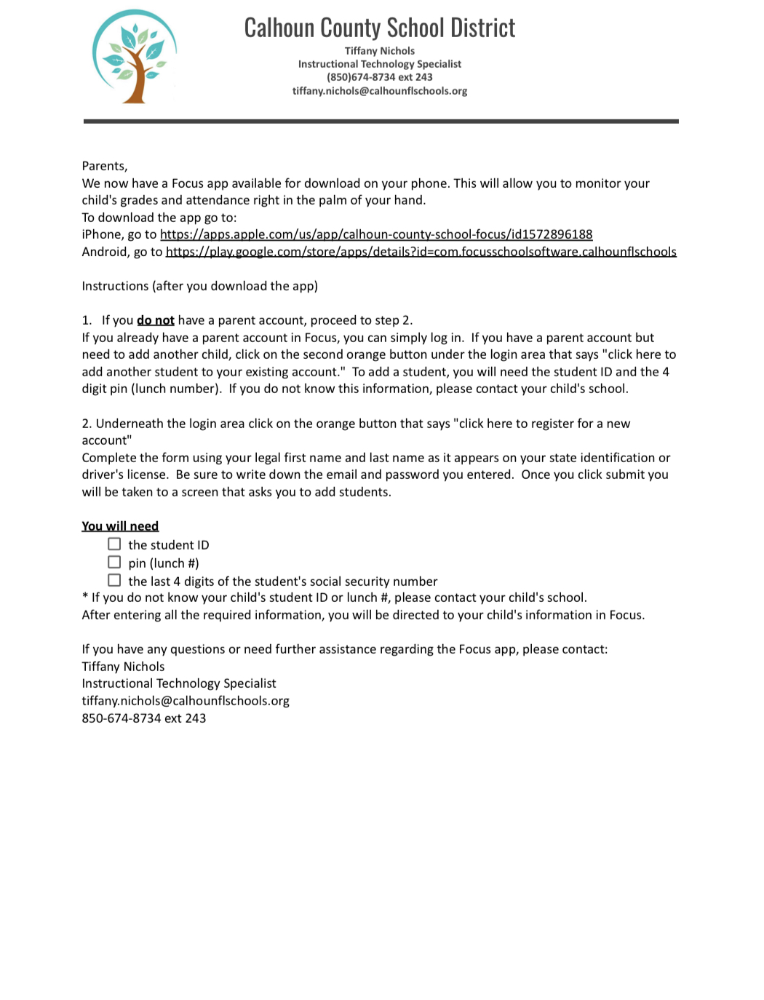 Calhoun County School District
Tiffany Nichols
Instructional Technology Specialist
(850)674-8734 ext 243
tiffany.nichols@calhounflschools.org
Parents,
We now have a Focus app available for download on your phone. This will allow you to monitor your
child's grades and attendance right in the palm of your hand.
To download the app go to:
iPhone, go to https://apps.apple.com/us/app/calhoun-county-school-focus/id1572896188
Android, go to https://play.google.com/store/apps/details?id=com.focusschoolsoftware.calhounflschools
Instructions (after you download the app)
1. If you do not have a parent account, proceed to step 2.
If you already have a parent account in Focus, you can simply log in. If you have a parent account but
need to add another child, click on the second orange button under the login area that says "click here to
add another student to your existing account." To add a student, you will need the student ID and the 4
digit pin (lunch number). If you do not know this information, please contact your child's school.
2. Underneath the login area click on the orange button that says "click here to register for a new
account"
Complete the form using your legal first name and last name as it appears on your state identification or
driver's license. Be sure to write down the email and password you entered. Once you click submit you
will be taken to a screen that asks you to add students.
You will need
the student ID
pin (lunch #)
the last 4 digits of the student's social security number
* If you do not know your child's student ID or lunch #, please contact your child's school.
After entering all the required information, you will be directed to your child's information in Focus.
If you have any questions or need further assistance regarding the Focus app, please contact:
Tiffany Nichols
Instructional Technology Specialist
tiffany.nichols@calhounflschools.org
850-674-8734 ext 243